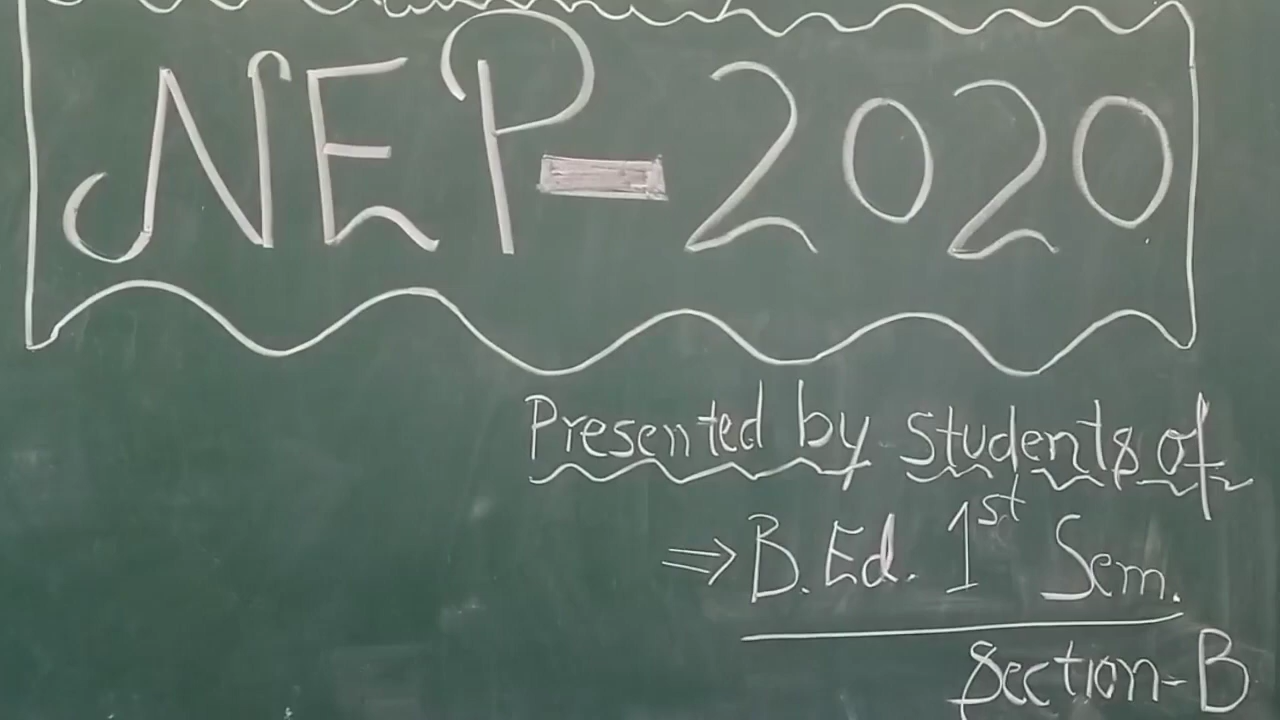 NEP-2020
Presented by Students of
⇒ B.Ed. 1st Sem.
Section-B